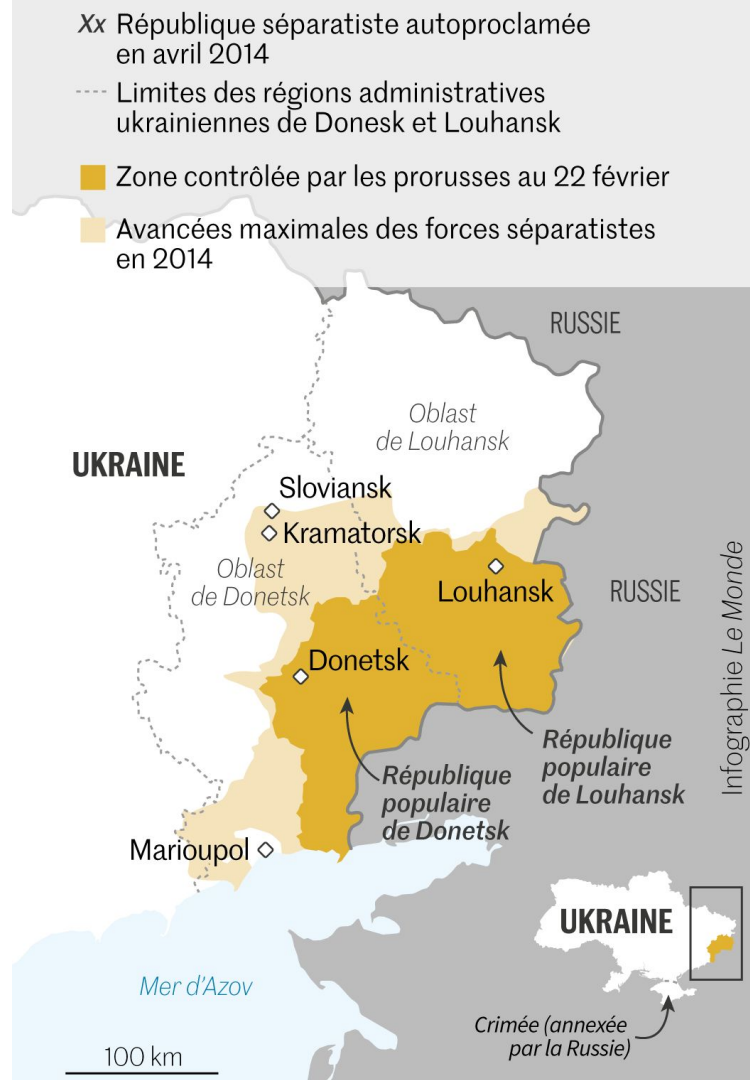 Xx République séparatiste autoproclamée
en avril 2014
Limites des régions administratives
ukrainiennes de Donesk et Louhansk
Zone contrôlée par les prorusses au 22 février
Avancées maximales des forces séparatistes
en 2014
RUSSIE
Oblast
de Louhansk
UKRAINE
Sloviansk
Kramatorsk
Oblast
de Donetsk
Louhansk
RUSSIE
Donetsk
République
populaire
de Louhansk
République
populaire
de Donetsk
Marioupol
UKRAINE
Mer d'Azov
Crimée (annexée
par la Russie)
100 km
Infographie Le Monde